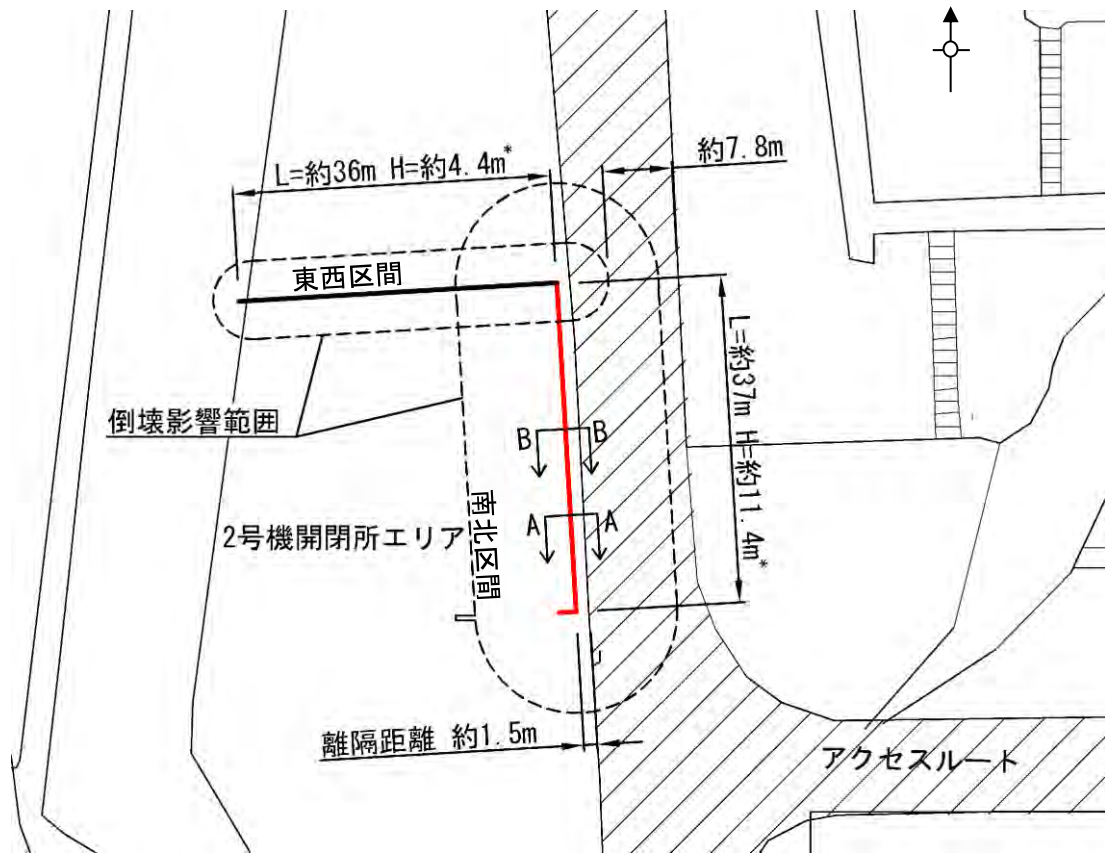 約7.8m
L=約36m H=約4.4m*
東西区間
L=約37m H=約11.4m*
倒壊影響範囲
B B
南北区間
A A
2号機開閉所エリア
離隔距離 約1.5m
アクセスルート